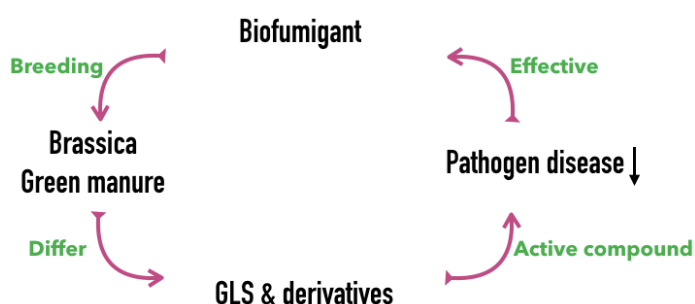 Biofumigant
Breeding
Effective
Brassica
Green manure
Pathogen disease
Differ
Active compound
GLS & derivatives